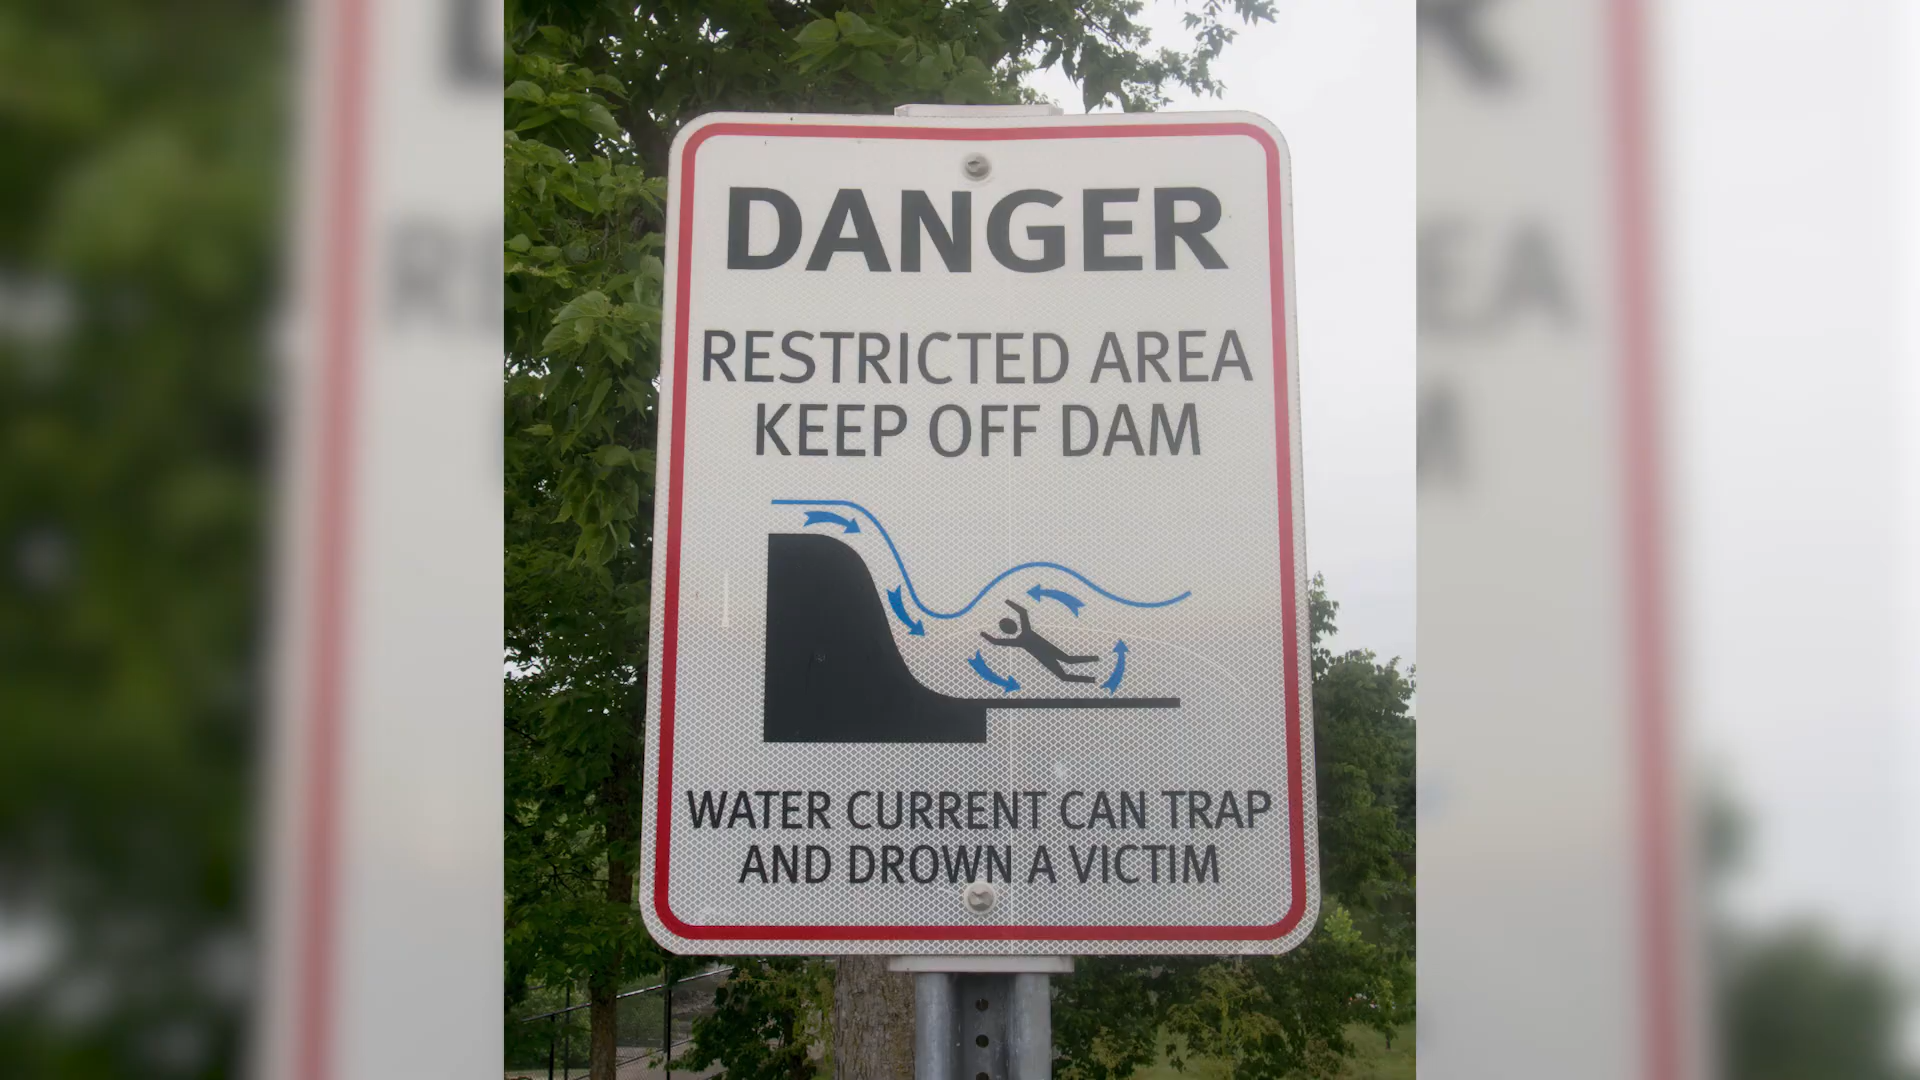 DANGER
RESTRICTED AREA
KEEP OFF DAM
WATER CURRENT CAN TRAP
AND DROWN A VICTIM